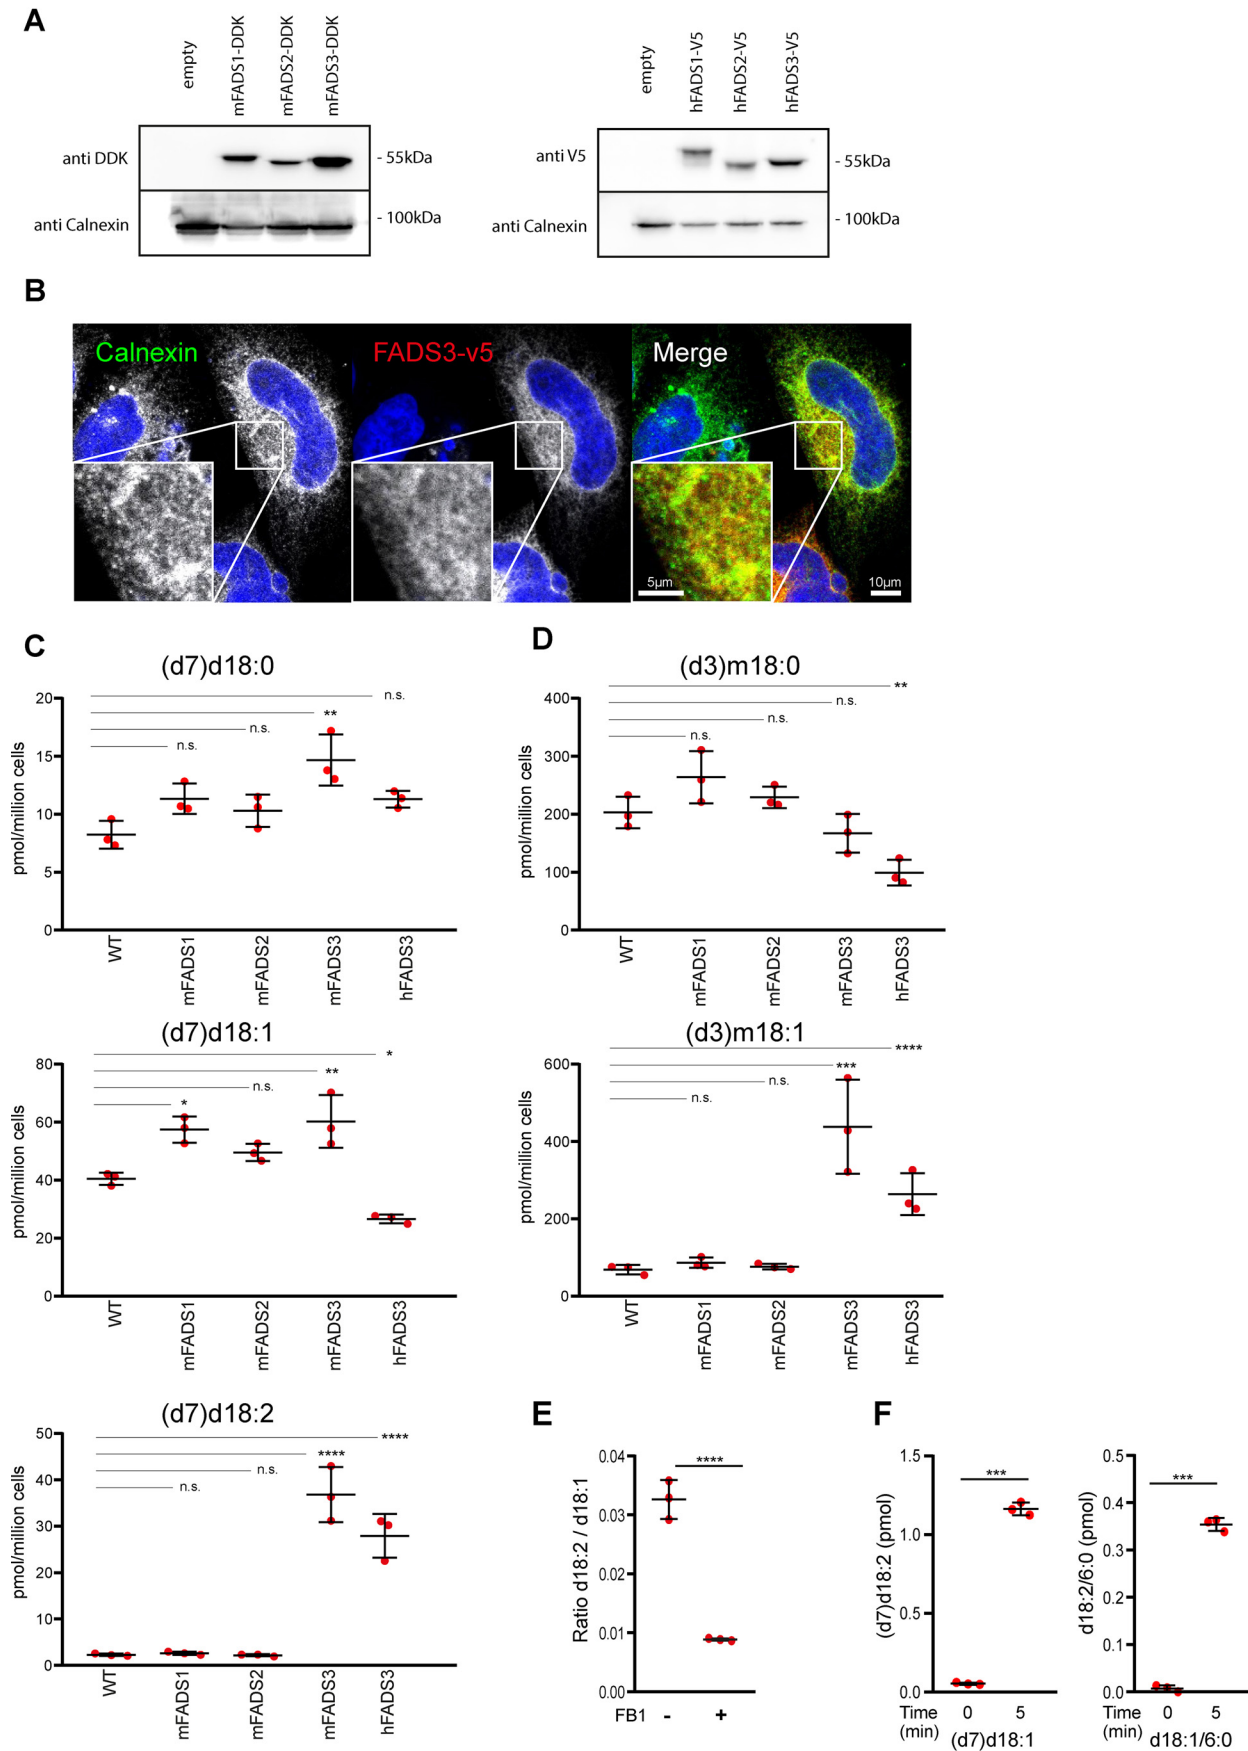 A
empty
mFADS1-DDK
mFADS2-DDK
mFADS3-DDK
anti DDK
- 55kDa
anti Calnexin
- 100kDa
empty
hFADS1-V5
hFADS2-V5
hFADS3-V5
anti V5
- 55kDa
anti Calnexin
- 100kDa
B
Calnexin
FADS3-v5
Merge
5µm
10µm
C
(d7)d18:0
pmol/million cells
20
15
10
5
0
n.s.
**
n.s.
n.s.
WT
mFADS1
mFADS2
mFADS3
hFADS3
(d7)d18:1
pmol/million cells
80
60
40
20
0
*
**
n.s.
*
WT
mFADS1
mFADS2
mFADS3
hFADS3
(d7)d18:2
pmol/million cells
50
40
30
20
10
0
****
****
n.s.
n.s.
WT
mFADS1
mFADS2
mFADS3
hFADS3
D
(d3)m18:0
pmol/million cells
400
300
200
100
0
**
n.s.
n.s.
n.s.
WT
mFADS1
mFADS2
mFADS3
hFADS3
(d3)m18:1
pmol/million cells
600
400
200
0
****
***
n.s.
n.s.
WT
mFADS1
mFADS2
mFADS3
hFADS3
E
Ratio d18:2 / d18:1
0.04
0.03
0.02
0.01
0.00
****
FB1 - +
F
(d7)d18:2 (pmol)
1.5
1.0
0.5
0.0
***
Time (min)
0 5
(d7)d18:1
d18:2/6:0 (pmol)
0.5
0.4
0.3
0.2
0.1
0.0
***
Time (min)
0 5
d18:1/6:0